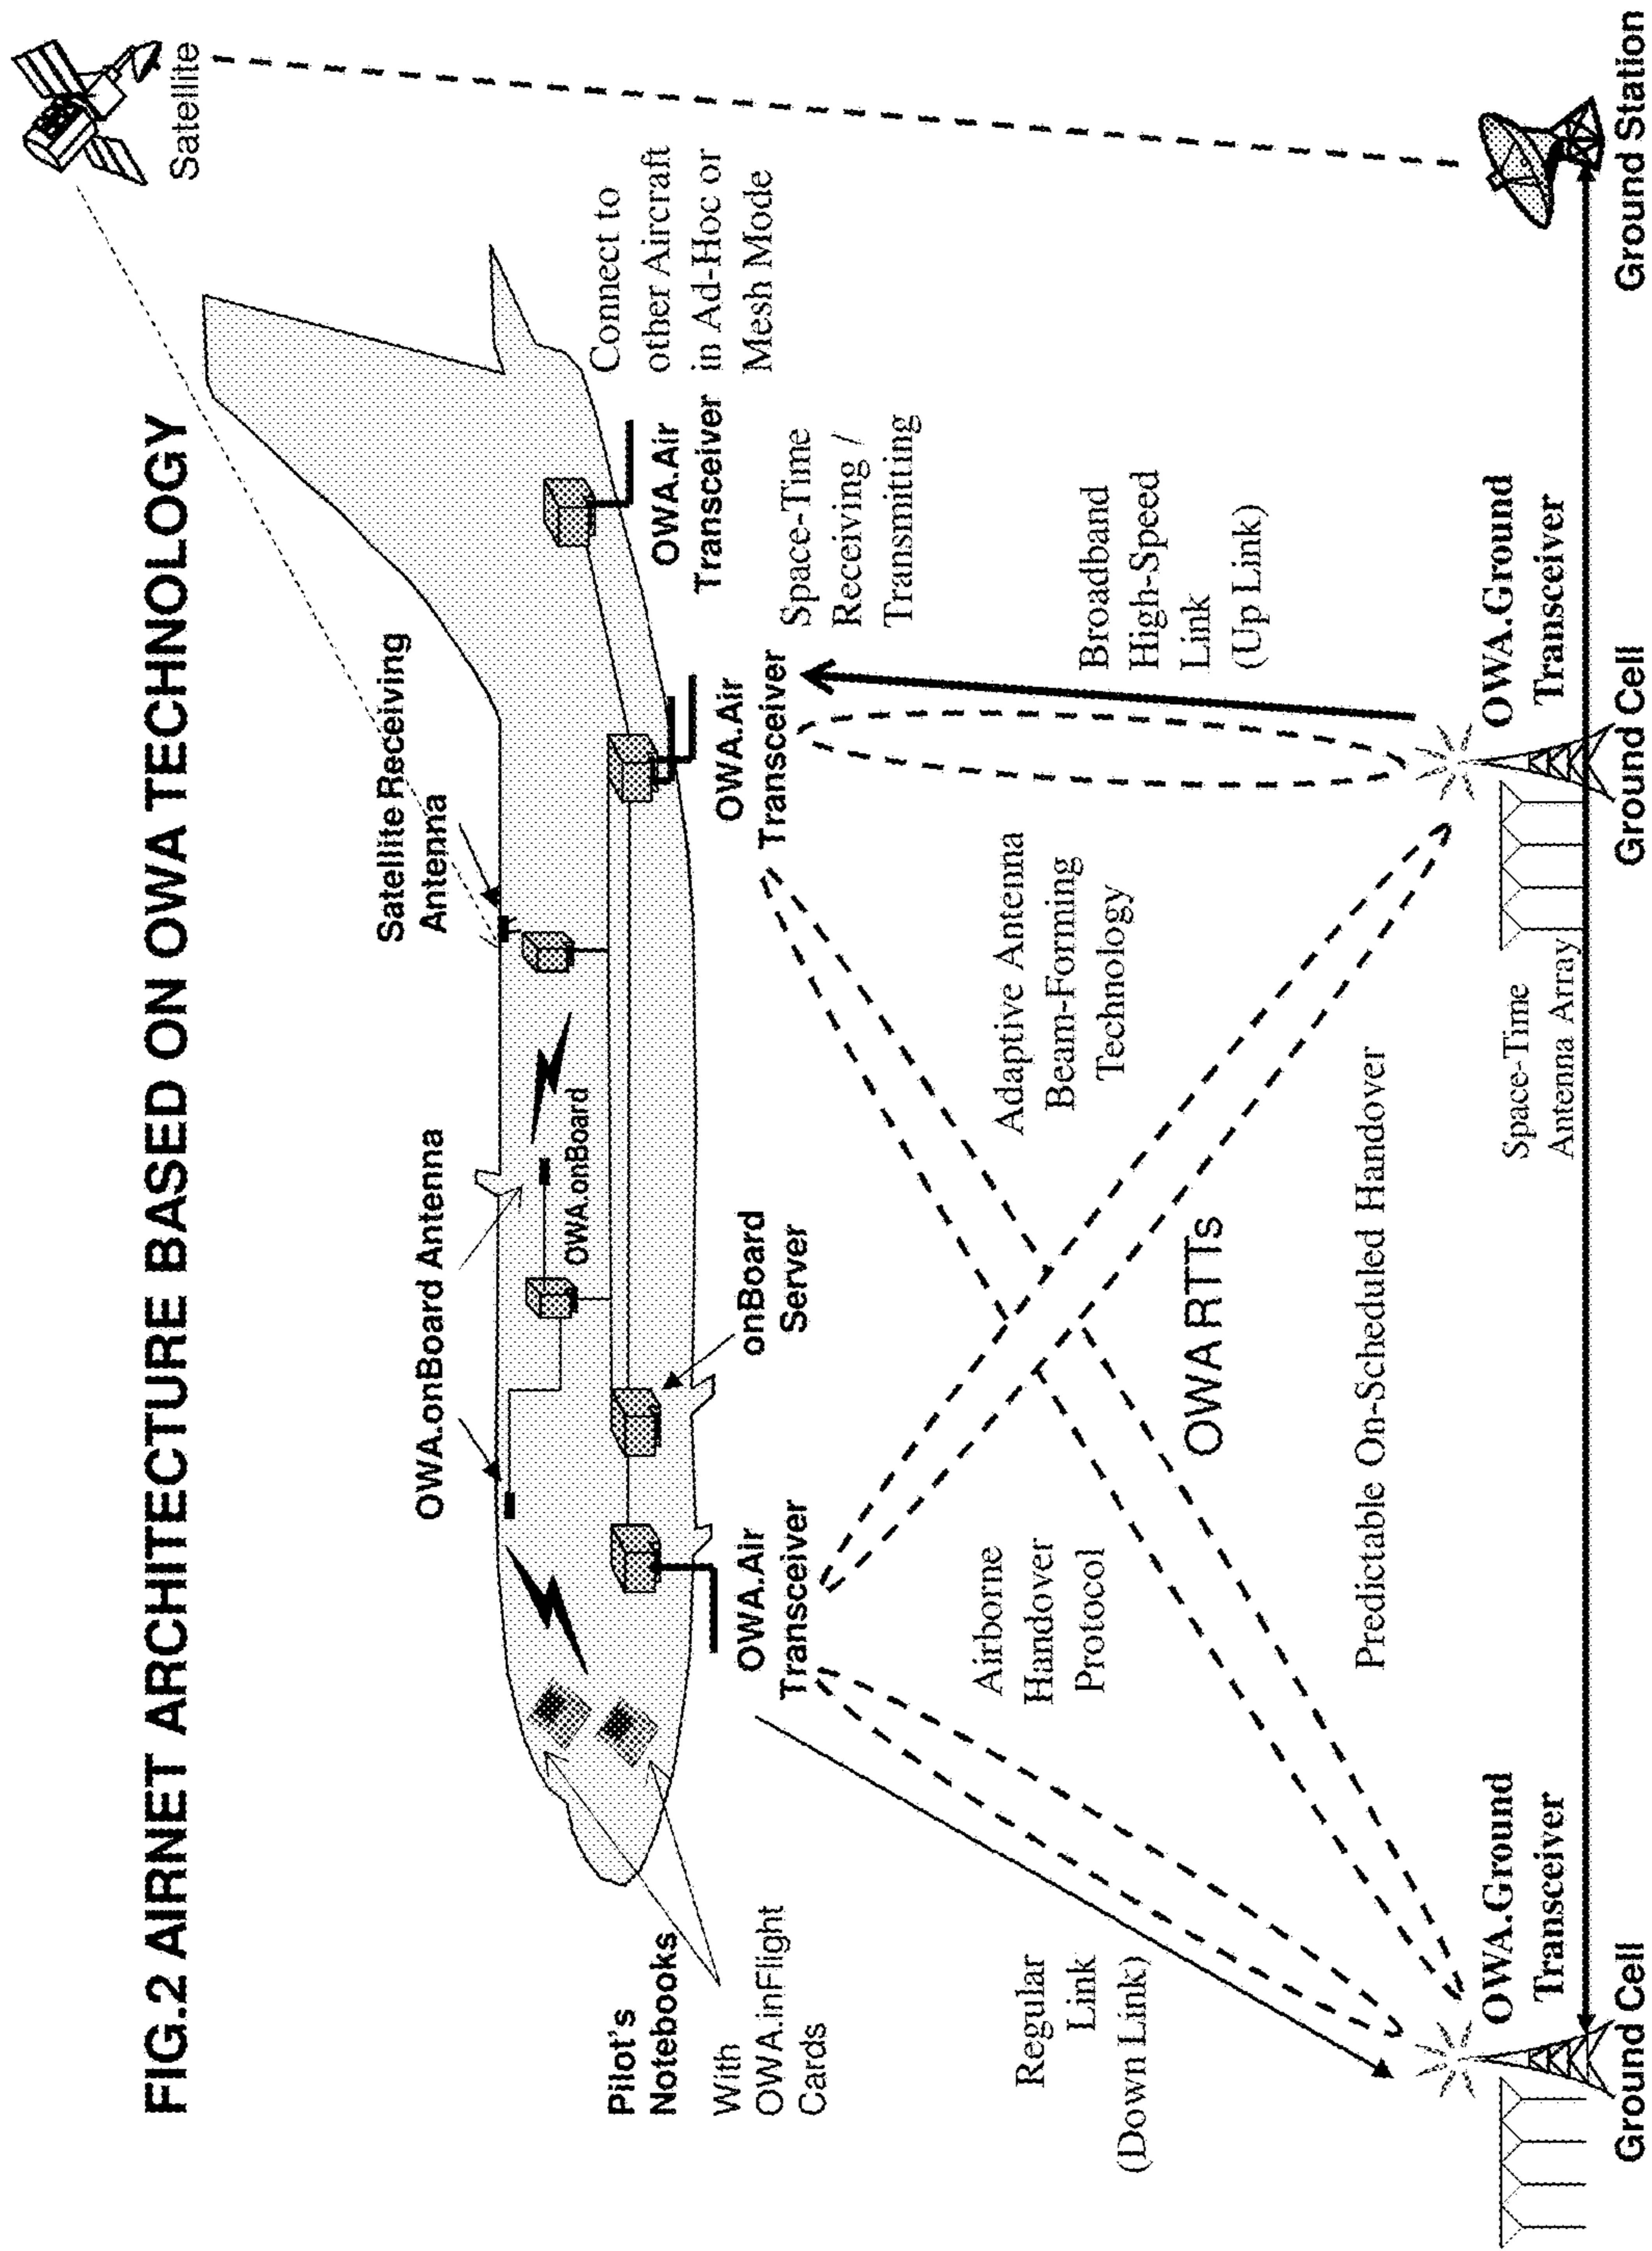 FIG.2 AIRNET ARCHITECTURE BASED ON OWA TECHNOLOGY
Satellite
Satellite Receiving
Antenna
OWA.onBoard Antenna
OWA.onBoard
Connect to
other Aircraft
in Ad-Hoc or
Mesh Mode
Pilot's
Notebooks
With
OWA.inFlight
Cards
onBoard
Server
OWA.Air
Transceiver
OWA.Air
Transceiver
OWA.Air
Transceiver
Space-Time
Receiving /
Transmitting
Regular
Link
(Down Link)
Airborne
Handover
Protocol
Adaptive Antenna
Beam-Forming
Technology
Broadband
High-Speed
Link
(Up Link)
OWARTTs
Predictable On-Scheduled Handover
OWA.Ground
Transceiver
Space-Time
Antenna Array
OWA.Ground
Transceiver
Ground Cell
Ground Cell
Ground Station